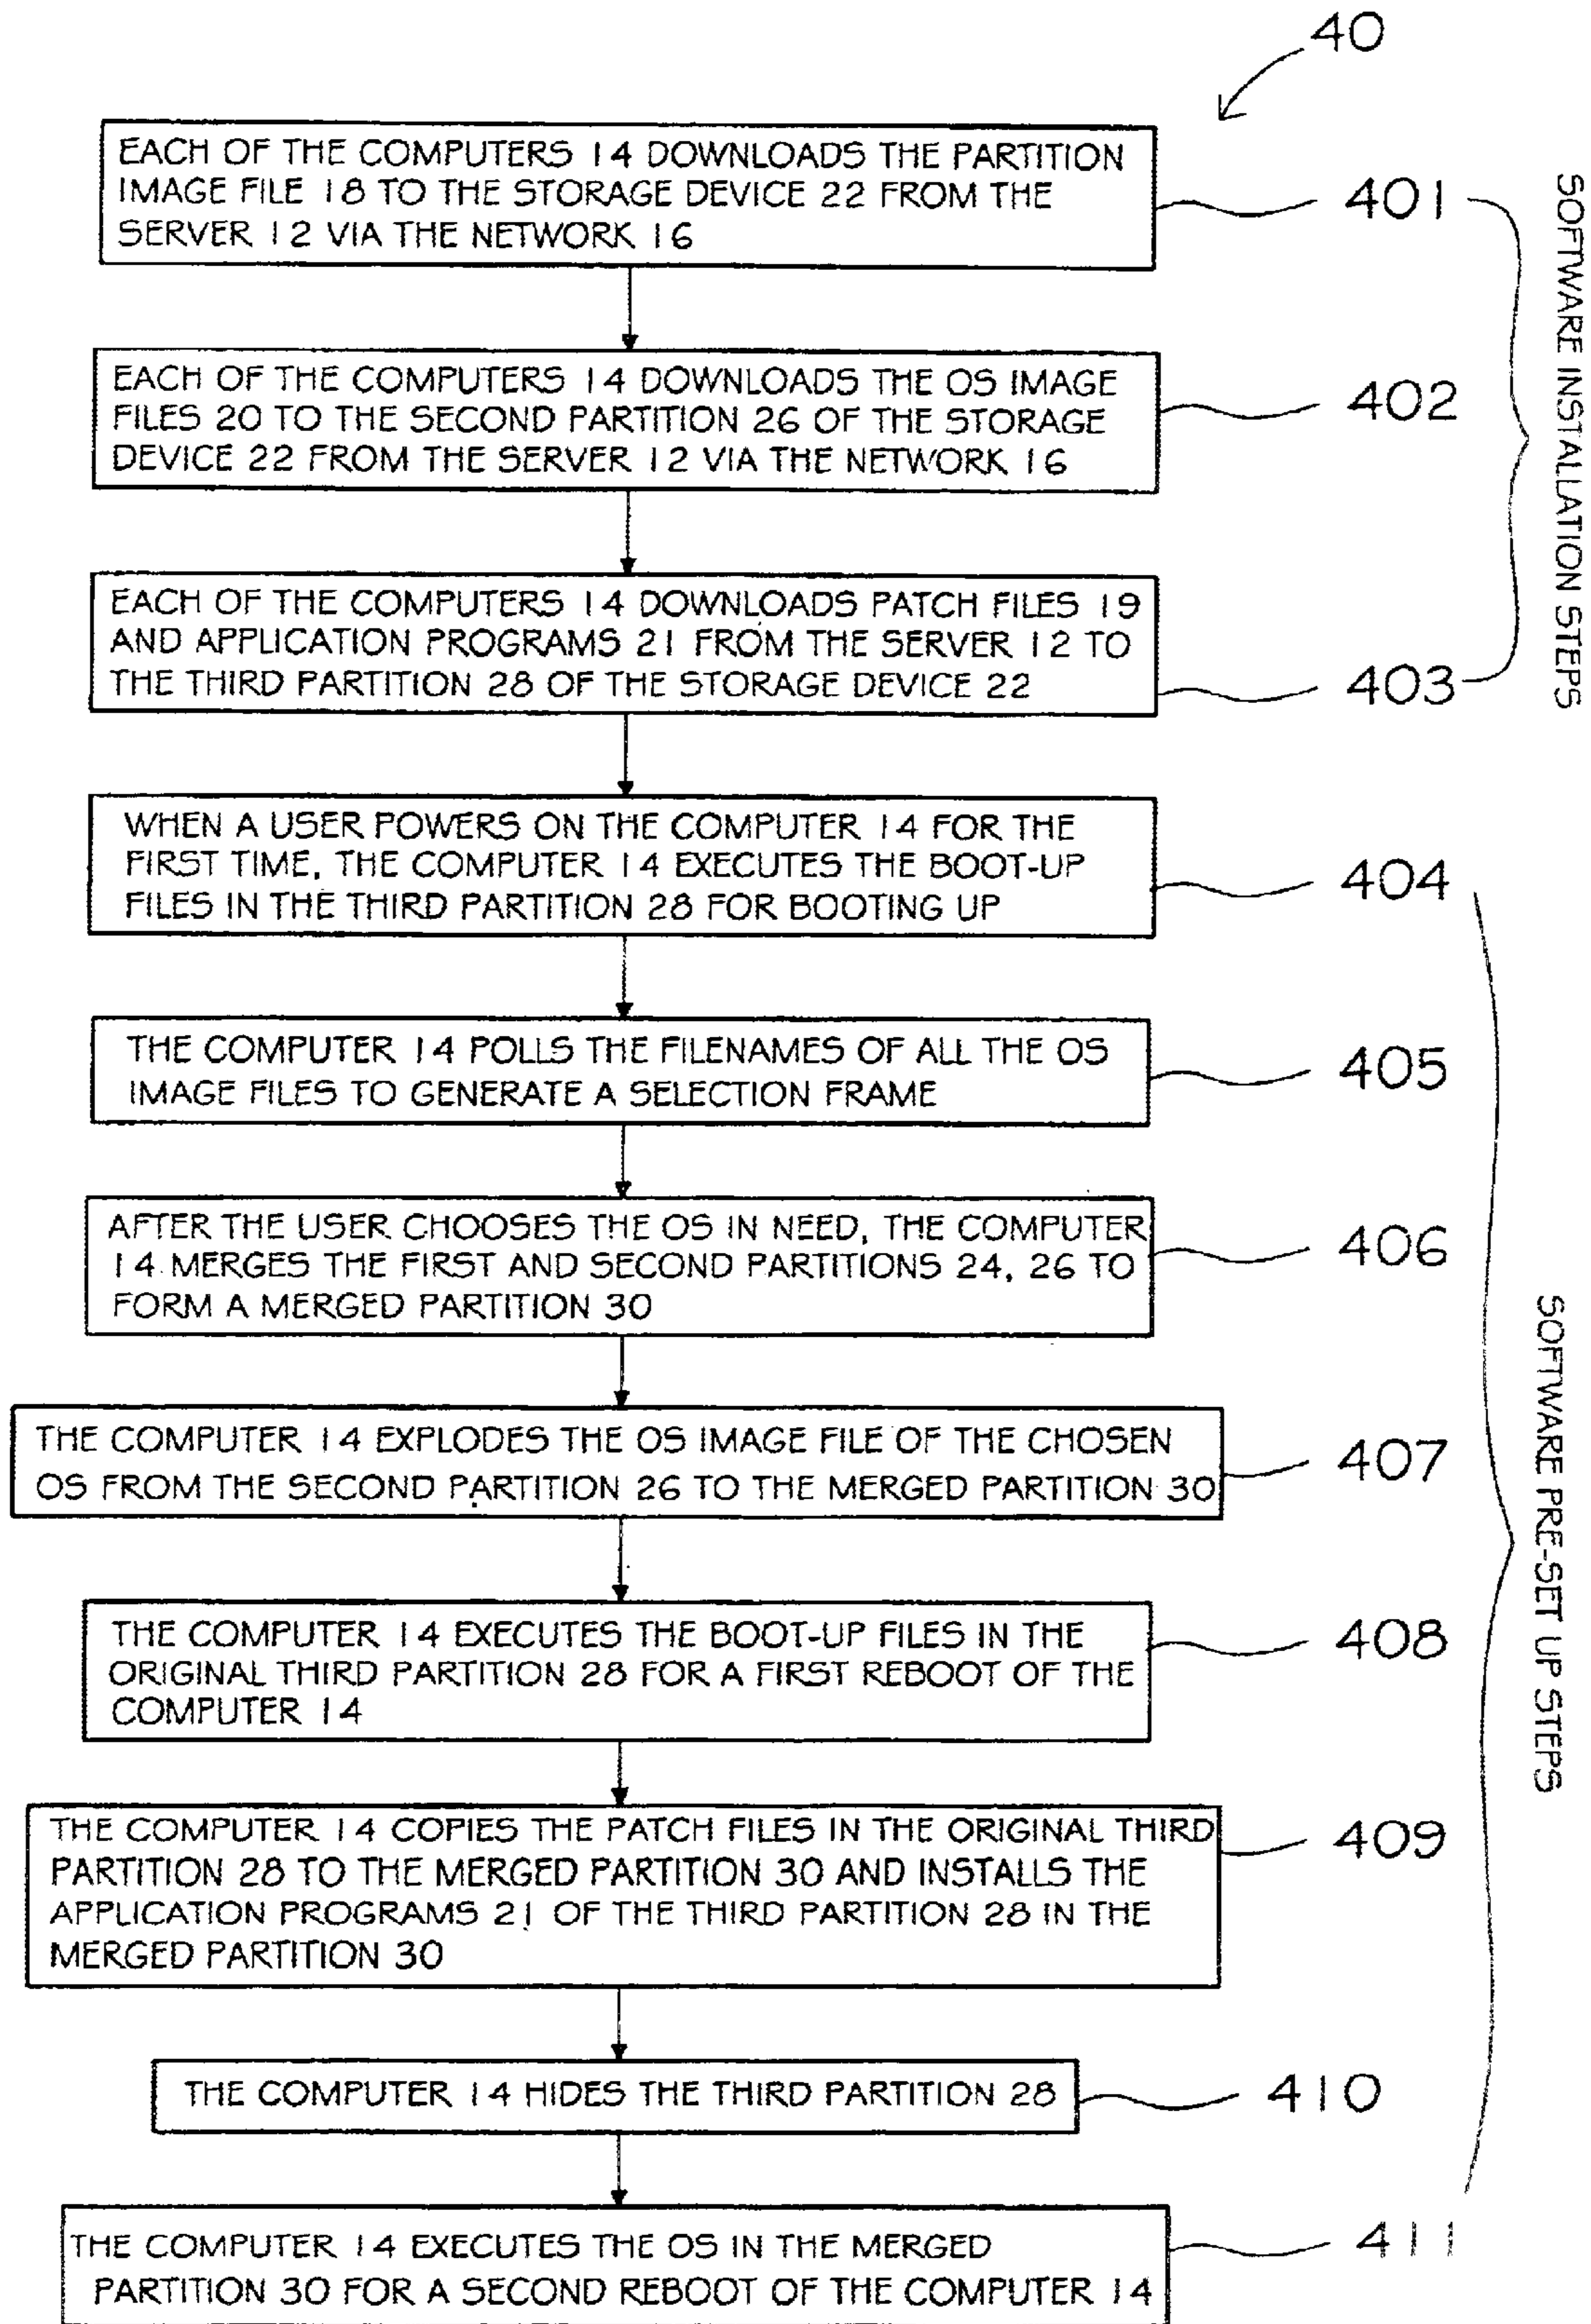 40
EACH OF THE COMPUTERS 14 DOWNLOADS THE PARTITION
IMAGE FILE 18 TO THE STORAGE DEVICE 22 FROM THE
SERVER 12 VIA THE NETWORK 16
401
EACH OF THE COMPUTERS 14 DOWNLOADS THE OS IMAGE
FILES 20 TO THE SECOND PARTITION 26 OF THE STORAGE
DEVICE 22 FROM THE SERVER 12 VIA THE NETWORK 16
402
EACH OF THE COMPUTERS 14 DOWNLOADS PATCH FILES 19
AND APPLICATION PROGRAMS 21 FROM THE SERVER 12 TO
THE THIRD PARTITION 28 OF THE STORAGE DEVICE 22
403
SOFTWARE INSTALLATION STEPS
WHEN A USER POWERS ON THE COMPUTER 14 FOR THE
FIRST TIME, THE COMPUTER 14 EXECUTES THE BOOT-UP
FILES IN THE THIRD PARTITION 28 FOR BOOTING UP
404
THE COMPUTER 14 POLLS THE FILENAMES OF ALL THE OS
IMAGE FILES TO GENERATE A SELECTION FRAME
405
AFTER THE USER CHOOSES THE OS IN NEED, THE COMPUTER
14 MERGES THE FIRST AND SECOND PARTITIONS 24, 26 TO
FORM A MERGED PARTITION 30
406
THE COMPUTER 14 EXPLODES THE OS IMAGE FILE OF THE CHOSEN
OS FROM THE SECOND PARTITION 26 TO THE MERGED PARTITION 30
407
THE COMPUTER 14 EXECUTES THE BOOT-UP FILES IN THE
ORIGINAL THIRD PARTITION 28 FOR A FIRST REBOOT OF THE
COMPUTER 14
408
THE COMPUTER 14 COPIES THE PATCH FILES IN THE ORIGINAL THIRD
PARTITION 28 TO THE MERGED PARTITION 30 AND INSTALLS THE
APPLICATION PROGRAMS 21 OF THE THIRD PARTITION 28 IN THE
MERGED PARTITION 30
409
THE COMPUTER 14 HIDES THE THIRD PARTITION 28
410
THE COMPUTER 14 EXECUTES THE OS IN THE MERGED
PARTITION 30 FOR A SECOND REBOOT OF THE COMPUTER 14
411
SOFTWARE PRE-SET UP STEPS